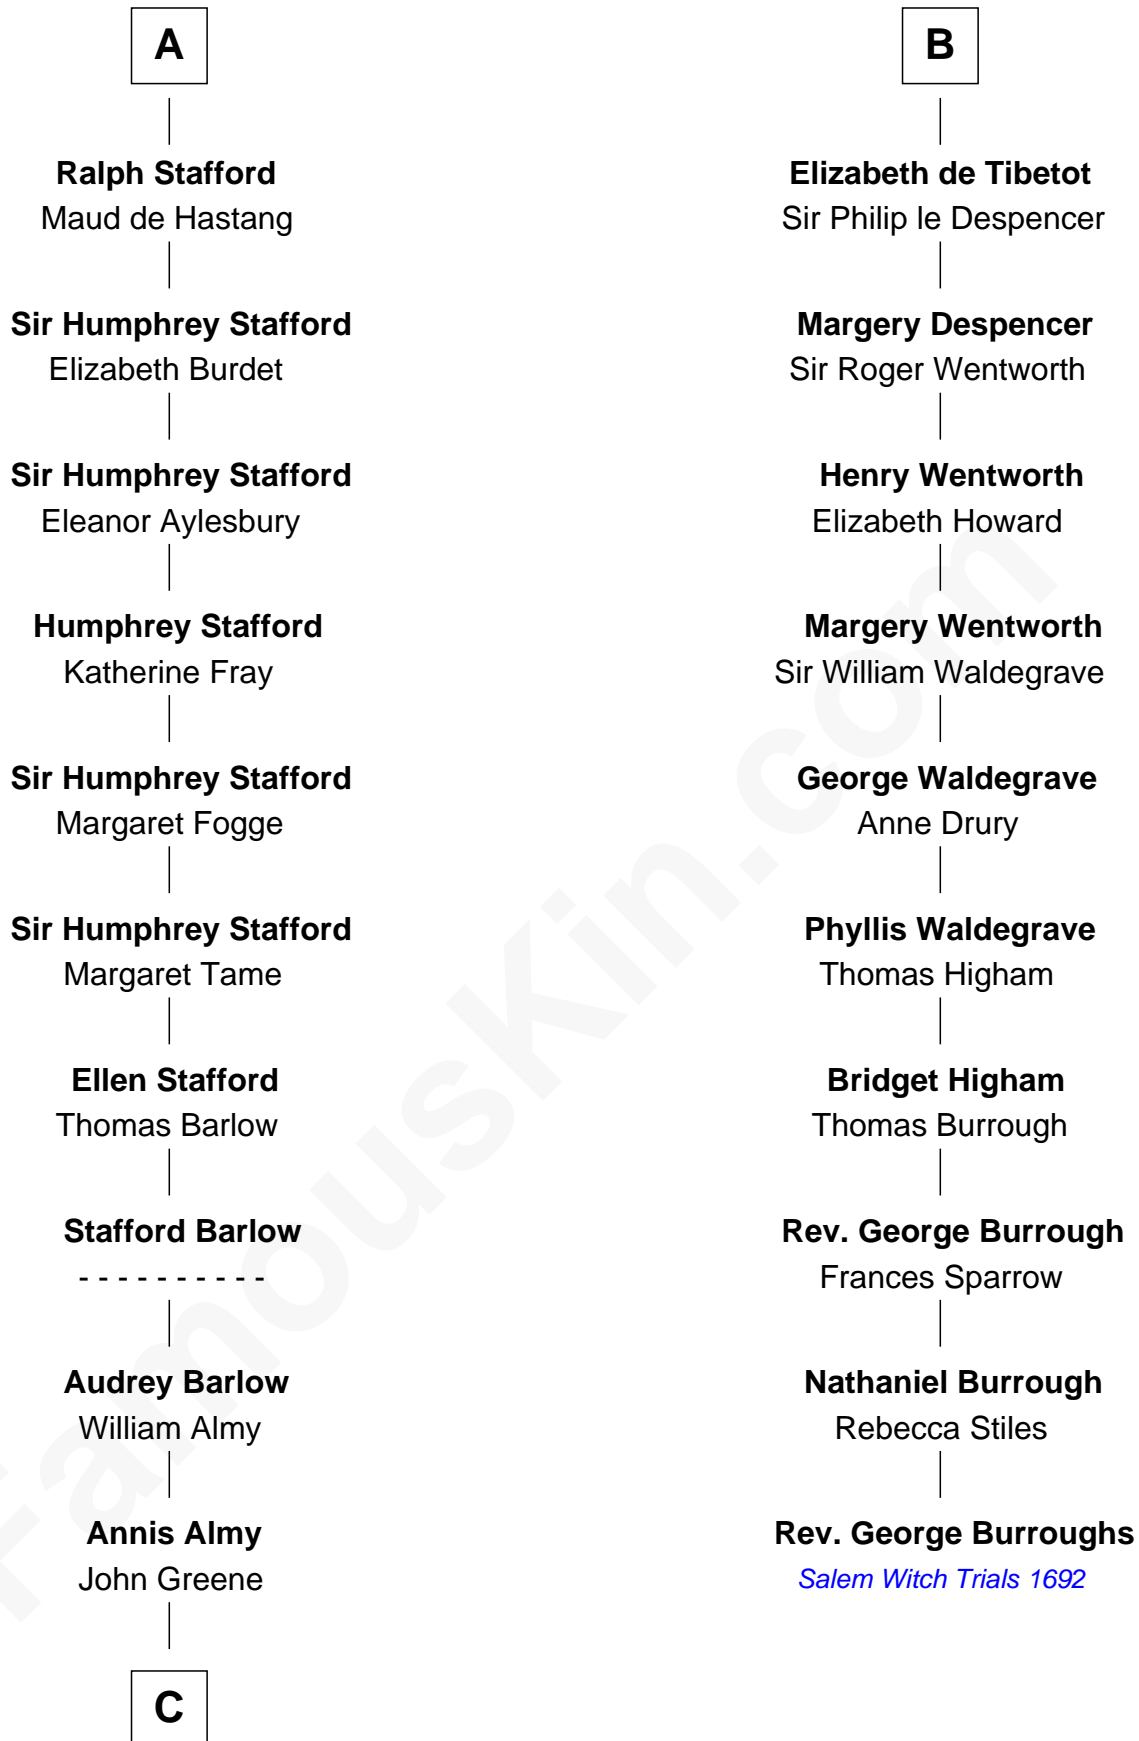 A
Ralph Stafford
Maud de Hastang
Sir Humphrey Stafford
Elizabeth Burdet
Sir Humphrey Stafford
Eleanor Aylesbury
Humphrey Stafford
Katherine Fray
Sir Humphrey Stafford
Margaret Fogge
Sir Humphrey Stafford
Margaret Tame
Ellen Stafford
Thomas Barlow
Stafford Barlow
- - - - - - - - - -
Audrey Barlow
William Almy
Annis Almy
John Greene
C
B
Elizabeth de Tibetot
Sir Philip le Despencer
Margery Despencer
Sir Roger Wentworth
Henry Wentworth
Elizabeth Howard
Margery Wentworth
Sir William Waldegrave
George Waldegrave
Anne Drury
Phyllis Waldegrave
Thomas Higham
Bridget Higham
Thomas Burrough
Rev. George Burrough
Frances Sparrow
Nathaniel Burrough
Rebecca Stiles
Rev. George Burroughs
Salem Witch Trials 1692
FamousKin.com